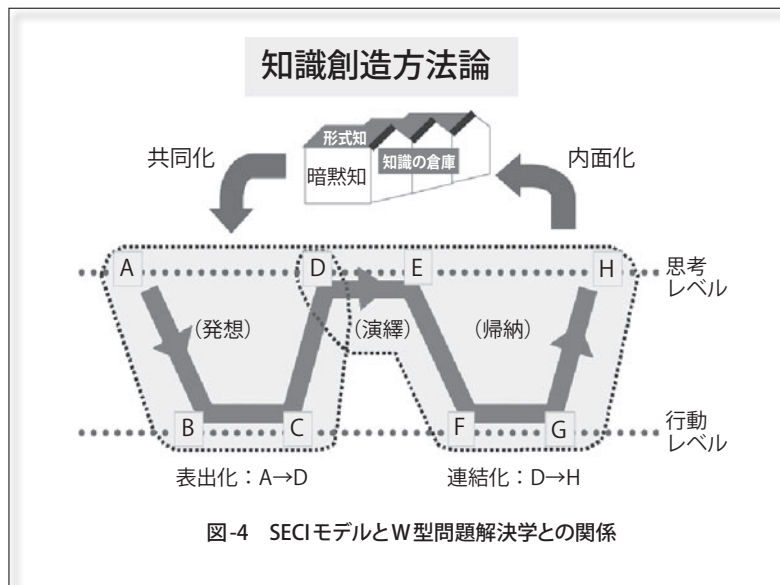 知識創造方法論
共同化
形式知
暗黙知
知識の倉庫
内面化
A
D
E
H
思考
レベル
(発想)
(演繹)
(帰納)
B
C
F
G
行動
レベル
表出化：A→D
連結化：D→H
図-4 SECIモデルとW型問題解決学との関係